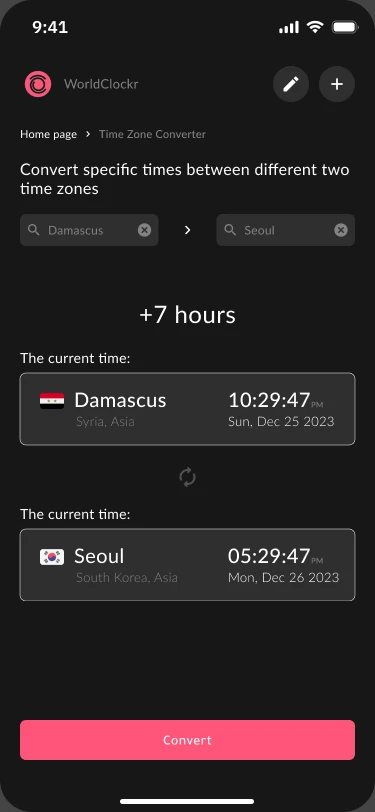 9:41
WorldClockr
Home page > Time Zone Converter
Convert specific times between different two
time zones
Damascus > Seoul
+7 hours
The current time:
Damascus 10:29:47 PM
Syria, Asia Sun, Dec 25 2023
The current time:
Seoul 05:29:47 PM
South Korea, Asia Mon, Dec 26 2023
Convert